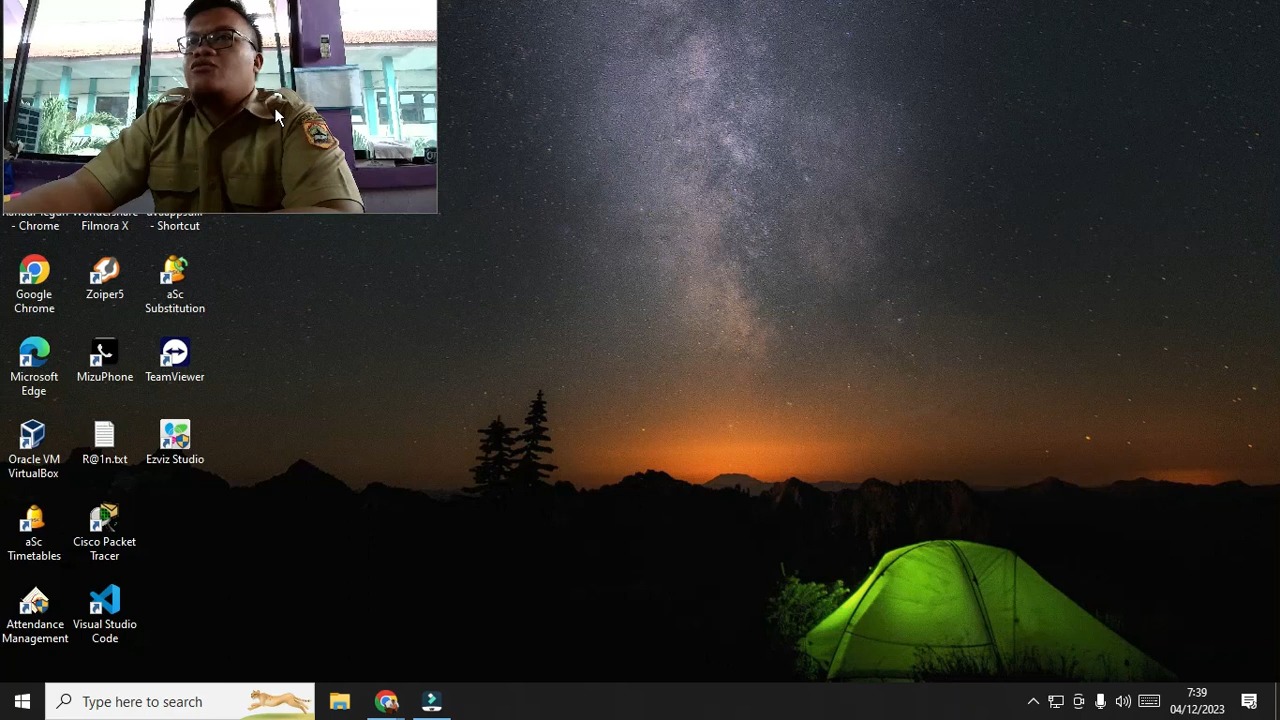 - Chrome
Filmora X
- Shortcut
Google
Chrome
Zoiper5
aSc
Substitution
Microsoft
Edge
MizuPhone
TeamViewer
Oracle VM
VirtualBox
R@1n.txt
Ezviz Studio
aSc
Timetables
Cisco Packet
Tracer
Attendance
Management
Visual Studio
Code
Type here to search
7:39
04/12/2023